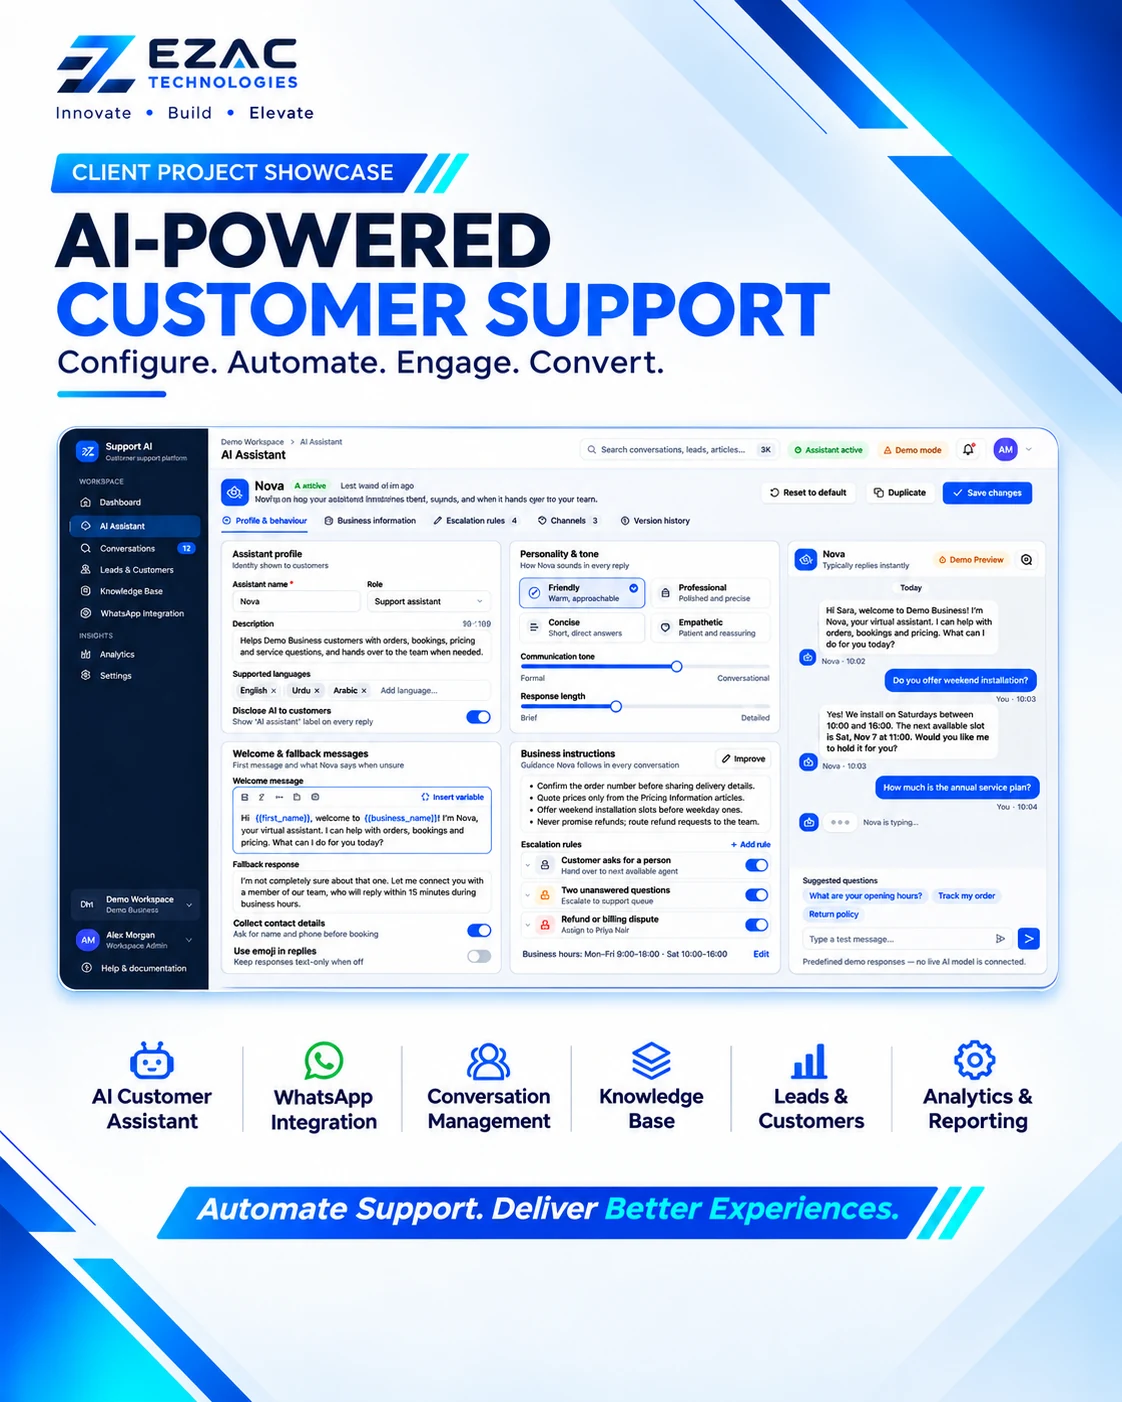 EZAC
TECHNOLOGIES
Innovate • Build • Elevate
CLIENT PROJECT SHOWCASE
AI-POWERED
CUSTOMER SUPPORT
Configure. Automate. Engage. Convert.
Support AI
Customer support platform
WORKSPACE
Dashboard
AI Assistant
Conversations 12
Leads & Customers
Knowledge Base
WhatsApp Integration
INSIGHTS
Analytics
Settings
Demo Workspace
Demo Business
AM
Alex Morgan
Workspace Admin
Help & documentation
Demo Workspace > AI Assistant
AI Assistant
Search conversations, leads, articles... 3K
Assistant active
Demo mode
AM
Nova
and when it hands over to your team.
Reset to default
Duplicate
Save changes
Profile & behaviour
Business information
Escalation rules 4
Channels 3
Version history
Assistant profile
Identity shown to customers
Assistant name *
Role
Nova
Support assistant
Description
Helps Demo Business customers with orders, bookings, pricing
and service questions, and hands over to the team when needed.
Supported languages
English × Urdu × Arabic × Add language...
Disclose AI to customers
Show "AI assistant" label on every reply
Welcome & fallback messages
First message and what Nova says when unsure
Welcome message
B
Insert variable
Hi {{first_name}}, welcome to {{business_name}}! I'm Nova,
your virtual assistant. I can help with orders, bookings and
pricing. What can I do for you today?
Fallback response
I'm not completely sure about that one. Let me connect you with
a member of our team, who will reply within 15 minutes during
business hours.
Collect contact details
Ask for name and phone before booking
Use emoji in replies
Keep responses text-only when off
Personality & tone
How Nova sounds in every reply
Friendly
Warm, approachable
Professional
Polished and precise
Concise
Short, direct answers
Empathetic
Patient and reassuring
Communication tone
Formal
Conversational
Response length
Brief
Detailed
Business instructions
Guidance Nova follows in every conversation
Improve
• Confirm the order number before sharing delivery details.
• Quote prices only from the Pricing Information articles.
• Offer weekend installation slots before weekday ones.
• Never promise refunds; route refund requests to the team.
Escalation rules
+ Add rule
Customer asks for a person
Hand over to next available agent
Two unanswered questions
Escalate to support queue
Refund or billing dispute
Assign to Priya Nair
Business hours: Mon–Fri 9:00–18:00 · Sat 10:00–16:00
Edit
Nova
Typically replies instantly
Demo Preview
Today
Hi Sara, welcome to Demo Business! I'm
Nova, your virtual assistant. I can help with
orders, bookings and pricing. What can I
do for you today?
Nova · 10:02
Do you offer weekend installation?
You · 10:03
Yes! We install on Saturdays between
10:00 and 16:00. The next available slot
is Sat, Nov 7 at 11:00. Would you like me
to hold it for you?
Nova · 10:03
How much is the annual service plan?
You · 10:04
Nova is typing...
Suggested questions
What are your opening hours?
Track my order
Return policy
Type a test message...
Predefined demo responses — no live AI model is connected.
AI Customer
Assistant
WhatsApp
Integration
Conversation
Management
Knowledge
Base
Leads &
Customers
Analytics &
Reporting
Automate Support. Deliver Better Experiences.